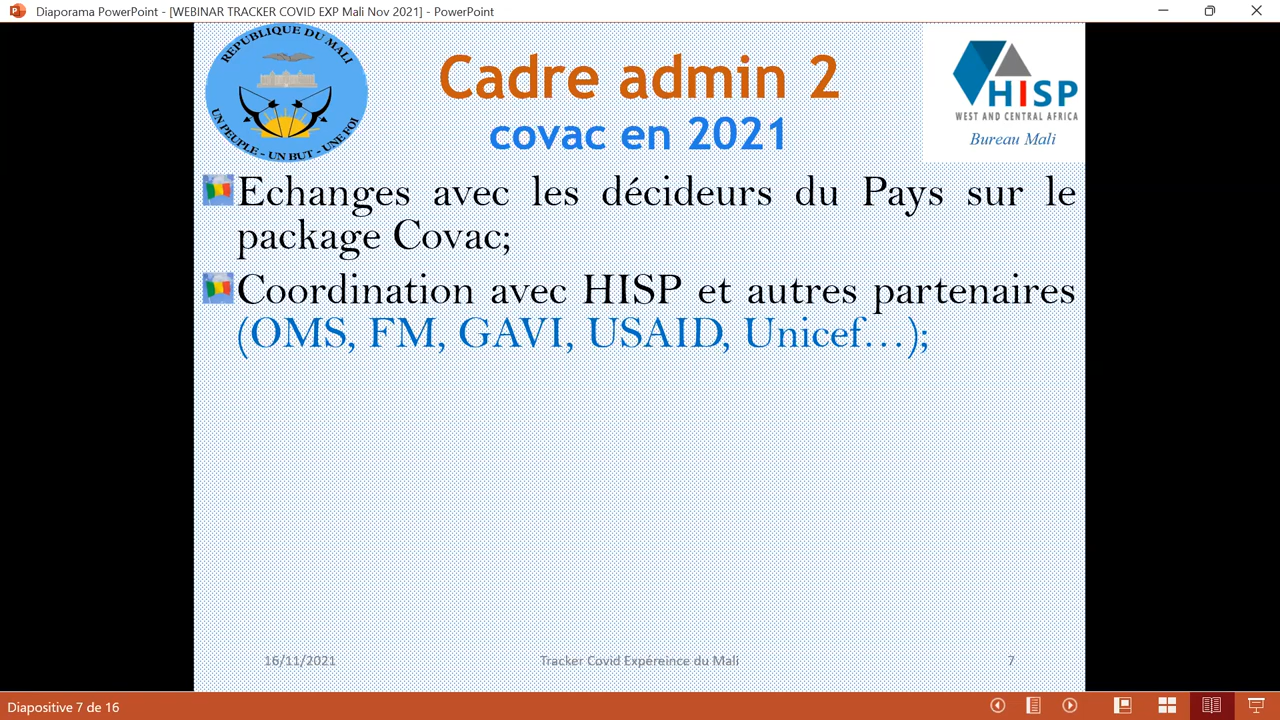 Diaporama PowerPoint - [WEBINAR TRACKER COVID EXP Mali Nov 2021] - PowerPoint
REPUBLIQUE DU MALI
UN PEUPLE - UN BUT - UNE FOI
Cadre admin 2
covac en 2021
HISP
WEST AND CENTRAL AFRICA
Bureau Mali
Echanges avec les décideurs du Pays sur le
package Covac;
Coordination avec HISP et autres partenaires
(OMS, FM, GAVI, USAID, Unicef…);
16/11/2021
Tracker Covid Expéreince du Mali
7
Diapositive 7 de 16